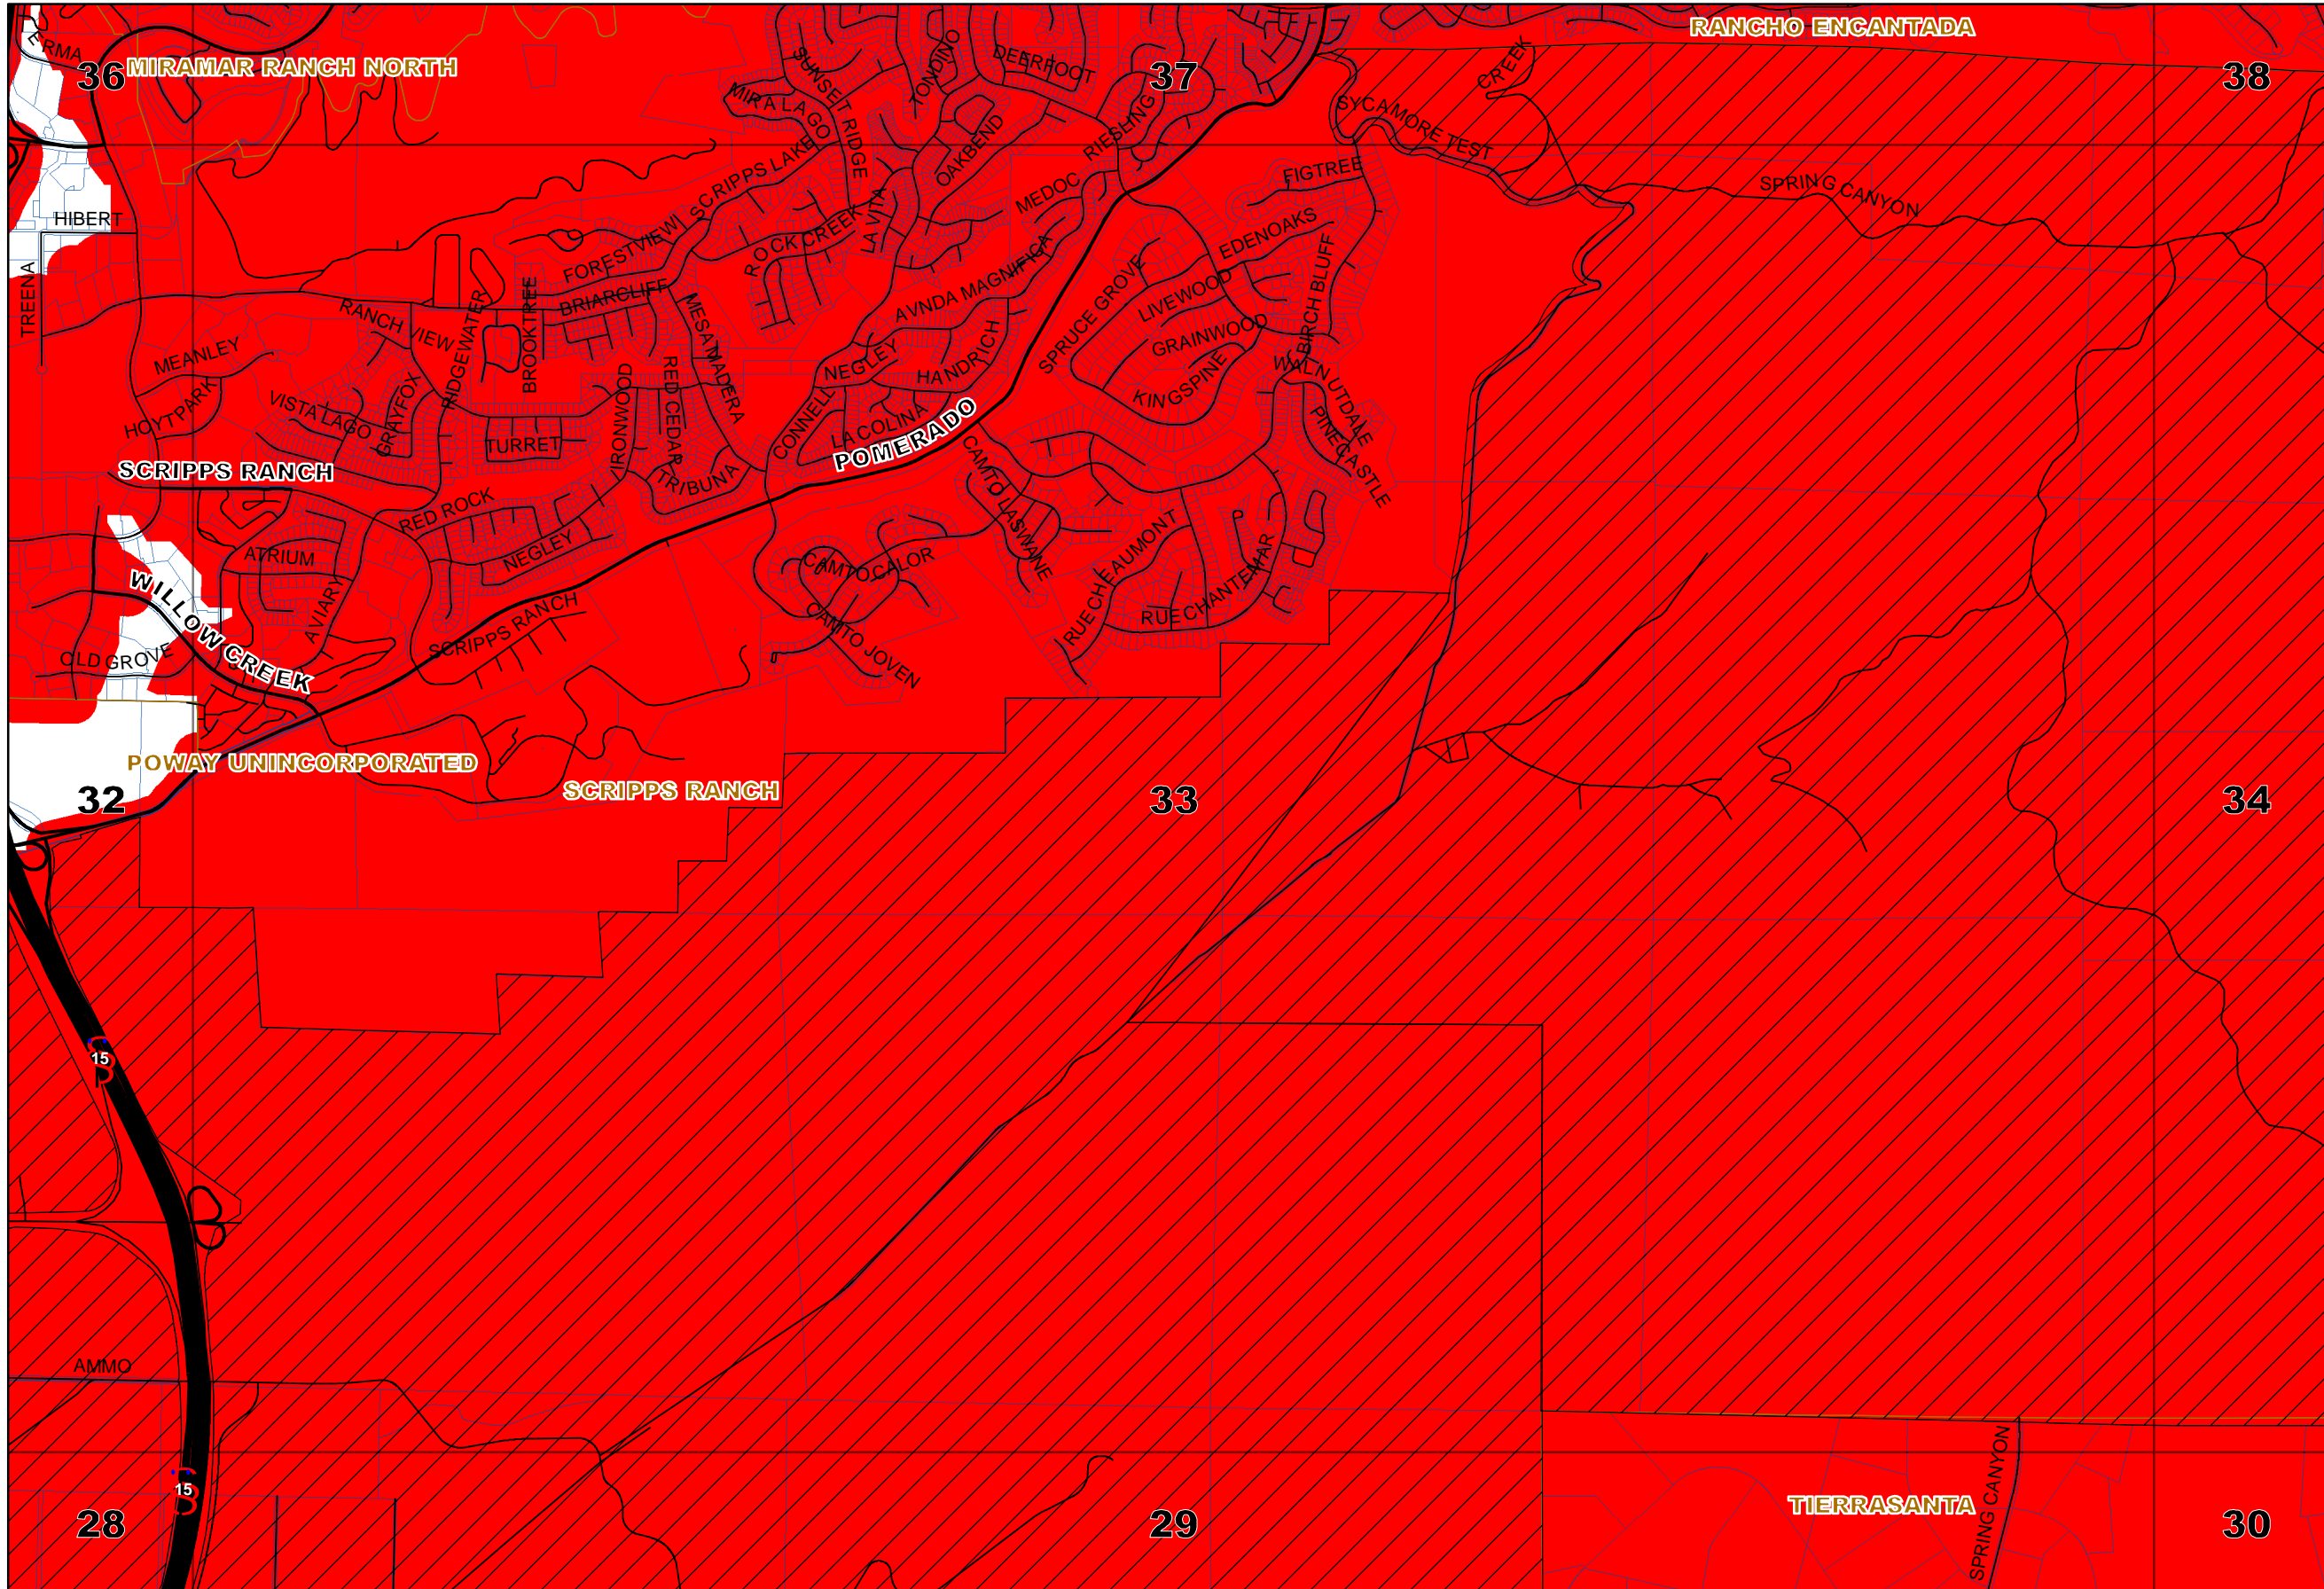 RANCHO ENCANTADA
ERMA
36
MIRAMAR RANCH NORTH
SUNSET RIDGE
TONDINO
DEERFOOT
37
CREEK
38
MIRA LAGO
SYCAMORE TEST
OAKBEND
RIESLING
SCRIPPS LAKE
FIGTREE
SPRING CANYON
MEDOC
HIBERT
LA VITA
ROCK CREEK
EDENOAKS
FORESTVIEW
TREENA
BRIARCLIFF
BROOKTREE
AVNDA MAGNIFICA
SPRUCE GROVE
LIVEWOOD
BIRCH BLUFF
RANCH VIEW
RIDGEWATER
MESA MADERA
GRAINWOOD
MEANLEY
NEGLEY
HANDRICH
KINGSPINE
WALNUTDALE
HOYT PARK
VISTA LAGO
GRAYFOX
IRONWOOD
RED CEDAR
CONNELL
LA COLINA
PINECASTLE
TURRET
POMERADO
SCRIPPS RANCH
TRIBUNA
CAMTO LASWANE
RED ROCK
ATRIUM
NEGLEY
CAMTO CALOR
RUE CHEAUMONT
RUE CHANTEMAR
WILLOW CREEK
AVIARY
SCRIPPS RANCH
CAMTO JOVEN
OLD GROVE
POWAY UNINCORPORATED
SCRIPPS RANCH
32
33
34
15
AMMO
15
SPRING CANYON
28
29
TIERRASANTA
30